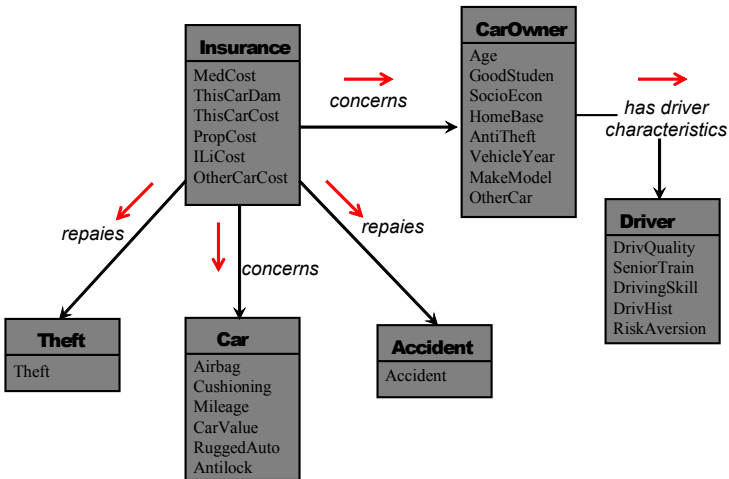 Insurance
MedCost
ThisCarDam
ThisCarCost
PropCost
ILiCost
OtherCarCost
concerns
CarOwner
Age
GoodStuden
SocioEcon
HomeBase
AntiTheft
VehicleYear
MakeModel
OtherCar
has driver
characteristics
Driver
DrivQuality
SeniorTrain
DrivingSkill
DrivHist
RiskAversion
repaies
concerns
repaies
Theft
Theft
Car
Airbag
Cushioning
Mileage
CarValue
RuggedAuto
Antilock
Accident
Accident